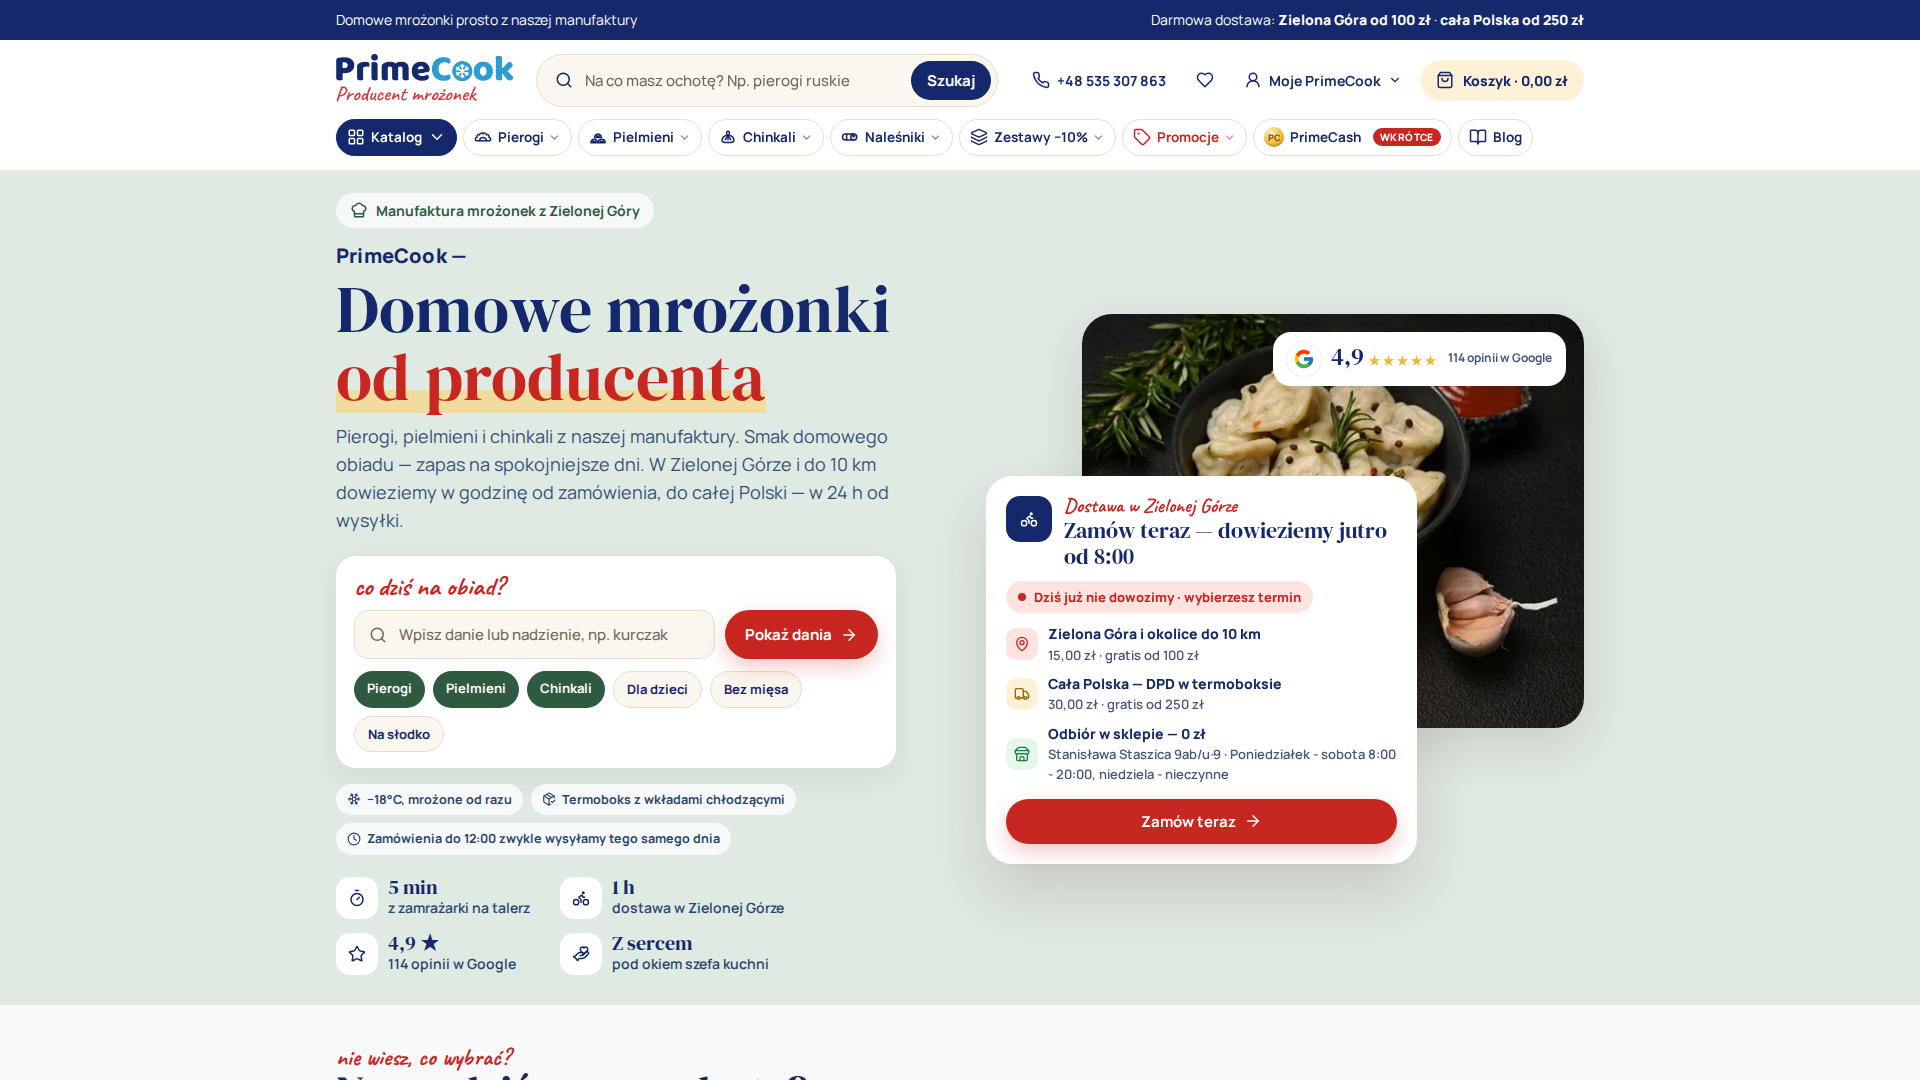 Domowe mrożonki prosto z naszej manufaktury
Darmowa dostawa: Zielona Góra od 100 zł · cała Polska od 250 zł
PrimeCook
Producent mrożonek
Na co masz ochotę? Np. pierogi ruskie
Szukaj
+48 535 307 863
Moje PrimeCook
Koszyk · 0,00 zł
Katalog
Pierogi
Pielmieni
Chinkali
Naleśniki
Zestawy −10%
Promocje
PC PrimeCash WKRÓTCE
Blog
Manufaktura mrożonek z Zielonej Góry
PrimeCook —
Domowe mrożonki
od producenta
Pierogi, pielmieni i chinkali z naszej manufaktury. Smak domowego
obiadu — zapas na spokojniejsze dni. W Zielonej Górze i do 10 km
dowieziemy w godzinę od zamówienia, do całej Polski — w 24 h od
wysyłki.
co dziś na obiad?
Wpisz danie lub nadzienie, np. kurczak
Pokaż dania
Pierogi
Pielmieni
Chinkali
Dla dzieci
Bez mięsa
Na słodko
−18°C, mrożone od razu
Termoboks z wkładami chłodzącymi
Zamówienia do 12:00 zwykle wysyłamy tego samego dnia
5 min
z zamrażarki na talerz
1 h
dostawa w Zielonej Górze
4,9 ★
114 opinii w Google
Z sercem
pod okiem szefa kuchni
4,9 ★★★★★ 114 opinii w Google
Dostawa w Zielonej Górze
Zamów teraz — dowieziemy jutro
od 8:00
Dziś już nie dowozimy · wybierzesz termin
Zielona Góra i okolice do 10 km
15,00 zł · gratis od 100 zł
Cała Polska — DPD w termoboksie
30,00 zł · gratis od 250 zł
Odbiór w sklepie — 0 zł
Stanisława Staszica 9ab/u-9 · Poniedziałek - sobota 8:00
- 20:00, niedziela - nieczynne
Zamów teraz
nie wiesz, co wybrać?